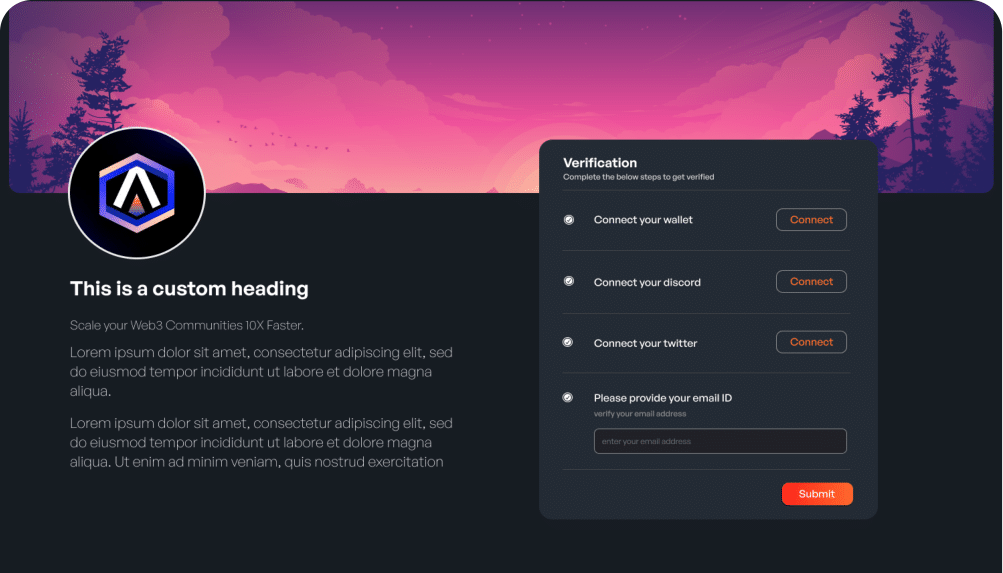 This is a custom heading
Scale your Web3 Communities 10X Faster.
Lorem ipsum dolor sit amet, consectetur adipiscing elit, sed
do eiusmod tempor incididunt ut labore et dolore magna
aliqua.
Lorem ipsum dolor sit amet, consectetur adipiscing elit, sed
do eiusmod tempor incididunt ut labore et dolore magna
aliqua. Ut enim ad minim veniam, quis nostrud exercitation
Verification
Complete the below steps to get verified
Connect your wallet Connect
Connect your discord Connect
Connect your twitter Connect
Please provide your email ID
verify your email address
enter your email address
Submit